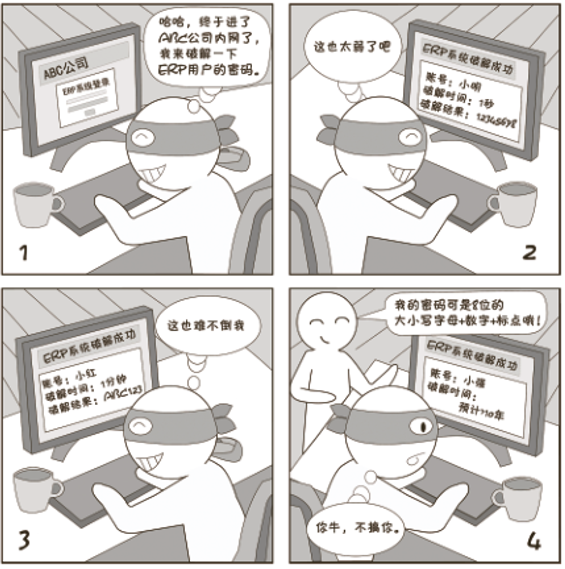 哈哈，终于进了
ABC公司内网了，
我来破解一下
ERP用户的密码。
ABC公司
ERP系统登录
1
这也太弱了吧
ERP系统破解成功
账号：小明
破解时间：1秒
破解结果：12345678
2
这也难不倒我
ERP系统破解成功
账号：小红
破解时间：1分钟
破解结果：ABC123
3
我的密码可是8位的
大小写字母+数字+标点哦！
ERP系统破解成功
账号：小强
破解时间：
预计>10年
你牛，不搞你。
4